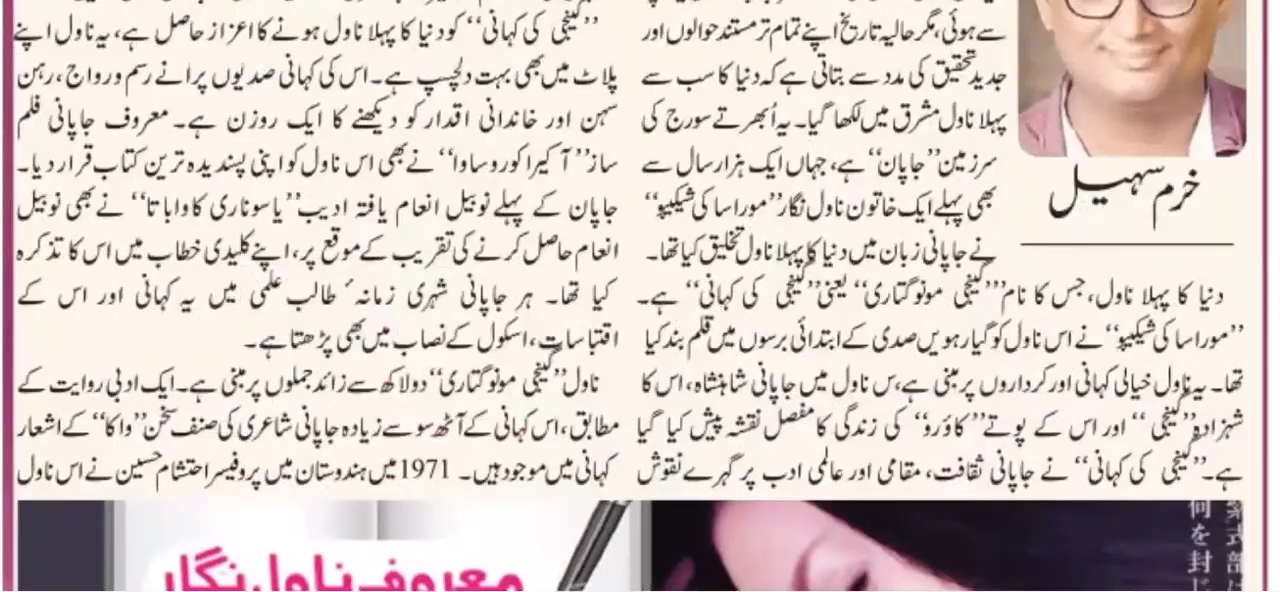 سے ہوئی، مگر حالیہ تاریخ اپنے تمام تر مستند حوالوں اور
جدید تحقیق کی مدد سے بتاتی ہے کہ دنیا کا سب سے
پہلا ناول مشرق میں لکھا گیا۔ یہ اُبھرتے سورج کی
سرزمین ’’جاپان‘‘ ہے، جہاں ایک ہزار سال سے
بھی پہلے ایک خاتون ناول نگار ’’موراسا کی شیکیبو‘‘
نے جاپانی زبان میں دنیا کا پہلا ناول تخلیق کیا تھا۔
خرم سہیل
دنیا کا پہلا ناول، جس کا نام ’’’گینجی مونوگتاری‘‘ یعنی ’’گینجی کی کہانی‘‘ ہے۔
’’موراسا کی شیکیبو‘‘ نے اس ناول کو گیارہویں صدی کے ابتدائی برسوں میں قلم بند کیا
تھا۔ یہ ناول خیالی کہانی اور کرداروں پر مبنی ہے، س ناول میں جاپانی شاہنشاہ، اس کا
شہزادہ ’’گینجی‘‘ اور اس کے پوتے ’’کاؤرو‘‘ کی زندگی کا مفصل نقشہ پیش کیا گیا
ہے۔ ’’گینجی کی کہانی‘‘ نے جاپانی ثقافت، مقامی اور عالمی ادب پر گہرے نقوش
’’گینجی کی کہانی‘‘ کو دنیا کا پہلا ناول ہونے کا اعزاز حاصل ہے، یہ ناول اپنے
پلاٹ میں بھی بہت دلچسپ ہے۔ اس کی کہانی صدیوں پرانے رسم و رواج، رہن
سہن اور خاندانی اقدار کو دیکھنے کا ایک روزن ہے۔ معروف جاپانی فلم
ساز ’’آکیرا کوروساوا‘‘ نے بھی اس ناول کو اپنی پسندیدہ ترین کتاب قرار دیا۔
جاپان کے پہلے نوبیل انعام یافتہ ادیب ’’یاسوناری کاواباتا‘‘ نے بھی نوبیل
انعام حاصل کرنے کی تقریب کے موقع پر، اپنے کلیدی خطاب میں اس کا تذکرہ
کیا تھا۔ ہر جاپانی شہری زمانہ ٔ طالب علمی میں یہ کہانی اور اس کے
اقتباسات، اسکول کے نصاب میں بھی پڑھتا ہے۔
ناول ’’گینجی مونوگتاری‘‘ دو لاکھ سے زائد جملوں پر مبنی ہے۔ ایک ادبی روایت کے
مطابق، اس کہانی کے آٹھ سو سے زیادہ جاپانی شاعری کی صنف سخن ’’واکا‘‘ کے اشعار
کہانی میں موجود ہیں۔ 1971 میں ہندوستان میں پروفیسر احتشام حسین نے اس ناول
معروف ناول نگار
紫式部は
何を封じ